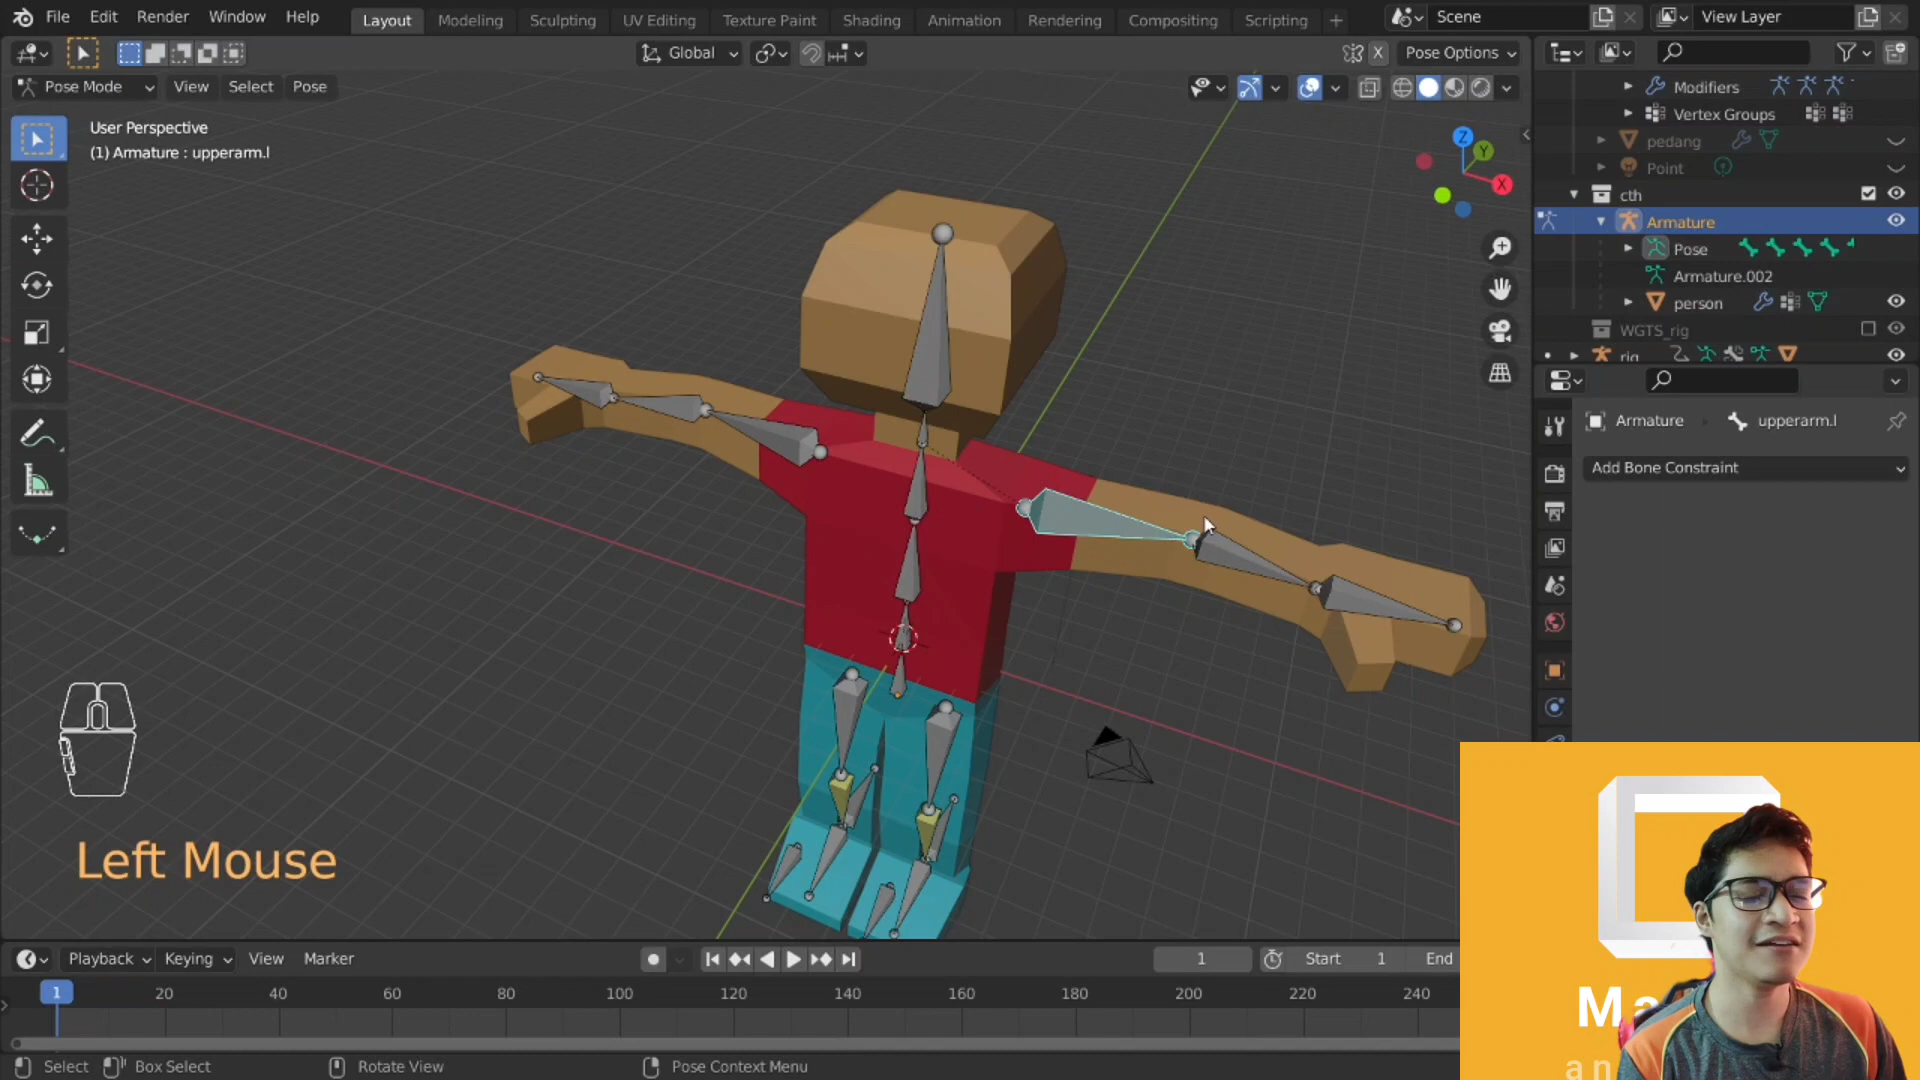 File Edit Render Window Help Layout Modeling Sculpting UV Editing Texture Paint Shading Animation Rendering Compositing Scripting + Scene View Layer
Global X Pose Options
Pose Mode View Select Pose
User Perspective
(1) Armature : upperarm.l
Z
Y
X
Modifiers
Vertex Groups
pedang
Point
cth
Armature
Pose
Armature.002
person
WGTS_rig
rig
Armature upperarm.l
Add Bone Constraint
Left Mouse
Playback Keying View Marker 1 Start 1 End
1 20 40 60 80 100 120 140 160 180 200 220 240
Select Box Select Rotate View Pose Context Menu
Ma
an